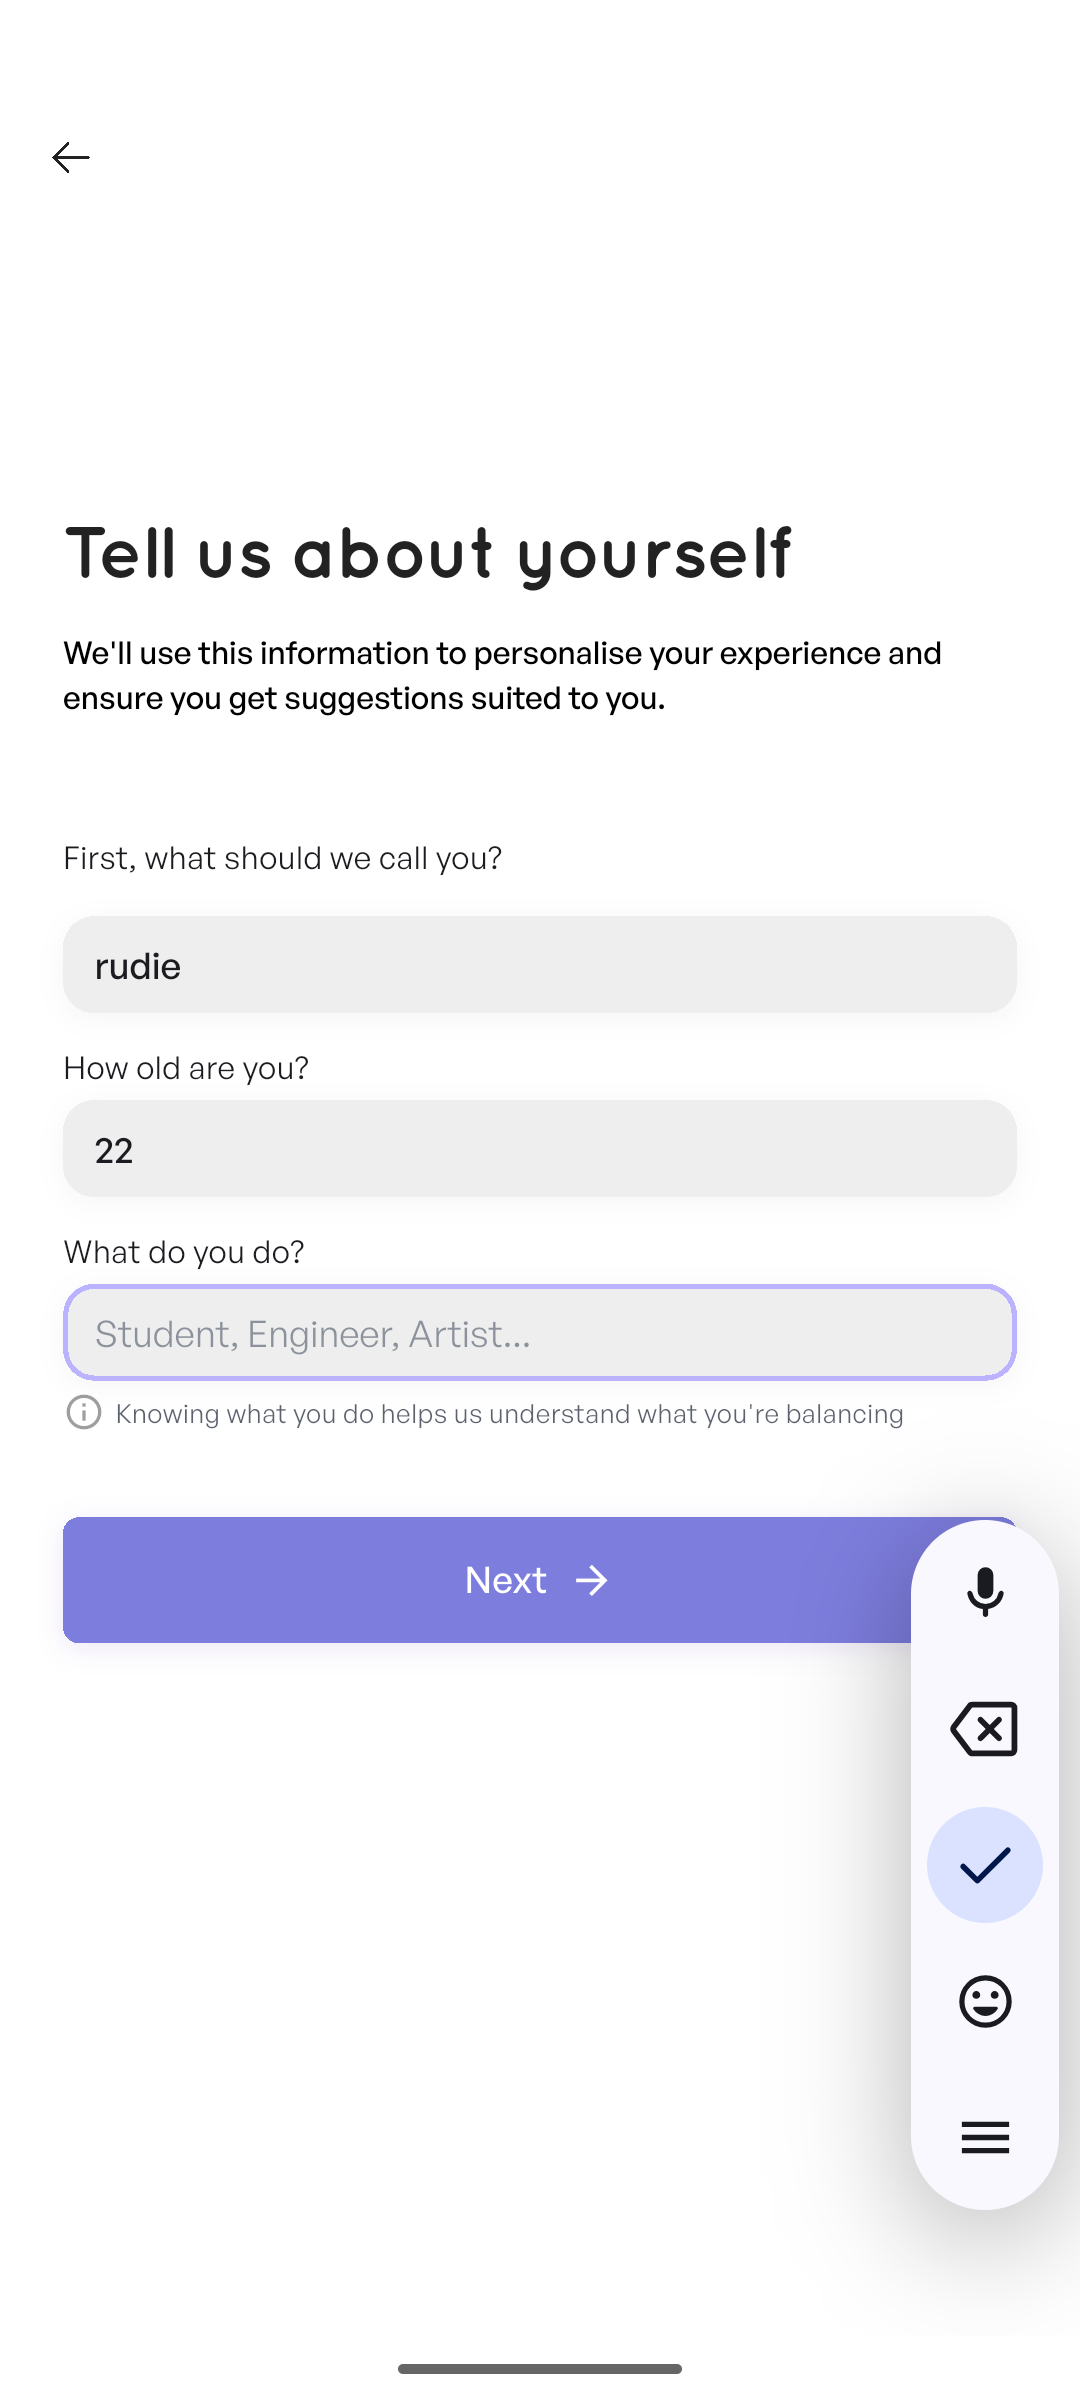 Tell us about yourself
We'll use this information to personalise your experience and
ensure you get suggestions suited to you.
First, what should we call you?
rudie
How old are you?
22
What do you do?
Student, Engineer, Artist...
Knowing what you do helps us understand what you're balancing
Next